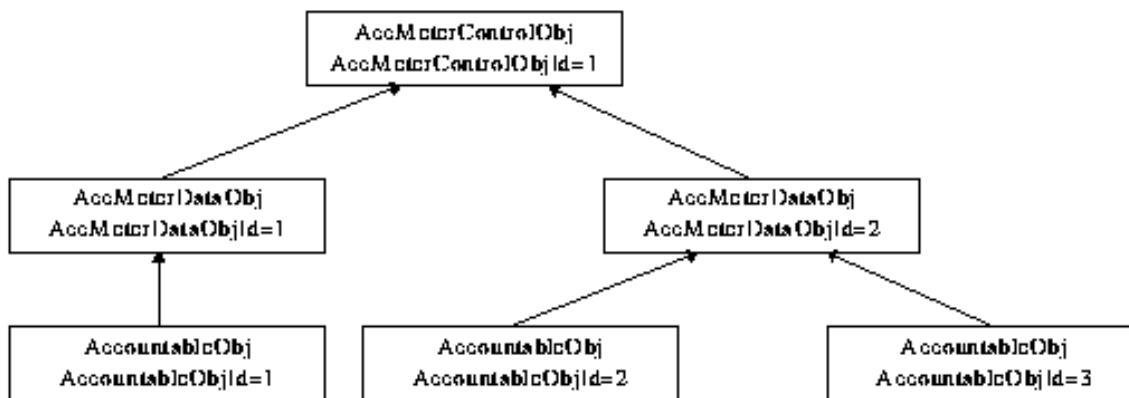 AccMeterControlObj
AccMeterControlObjId=1
AccMeterDataObj
AccMeterDataObjId=1
AccMeterDataObj
AccMeterDataObjId=2
AccountableObj
AccountableObjId=1
AccountableObj
AccountableObjId=2
AccountableObj
AccountableObjId=3